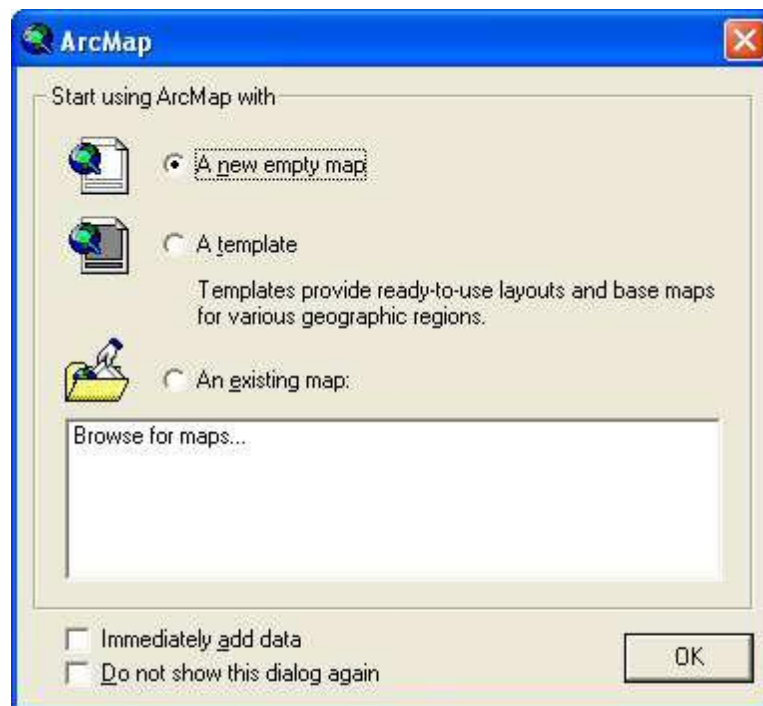 ArcMap
Start using ArcMap with
A new empty map
A template
Templates provide ready-to-use layouts and base maps
for various geographic regions.
An existing map:
Browse for maps...
Immediately add data
Do not show this dialog again
OK